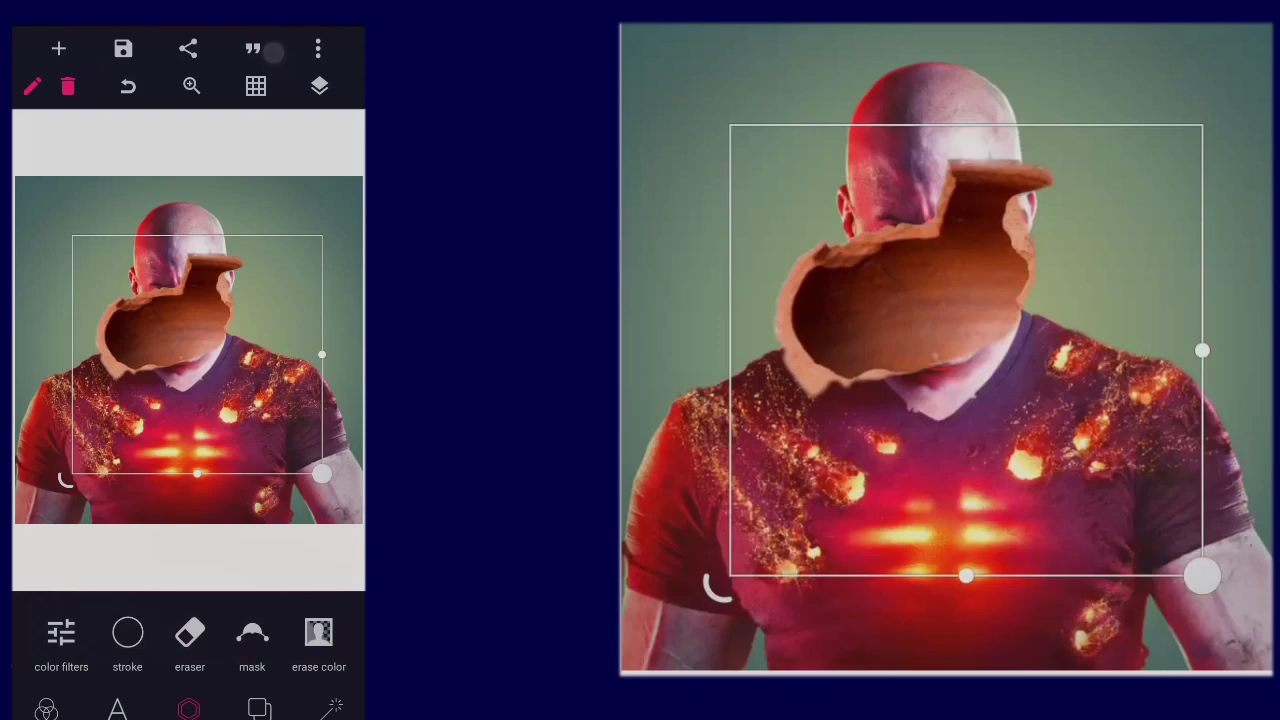 color filters
stroke
eraser
mask
erase color